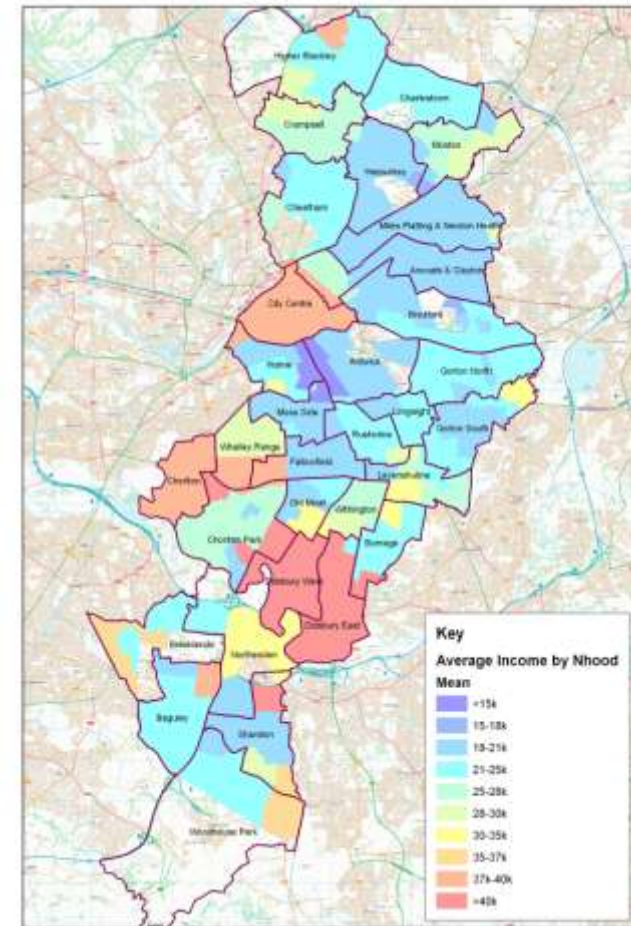 Higher Blackley
Charlestown
Crumpsall
Moston
Harpurhey
Cheetham
Miles Platting & Newton Heath
Ancoats & Clayton
City Centre
Bradford
Hulme
Ardwick
Gorton North
Moss Side
Longsight
Rusholme
Gorton South
Whalley Range
Fallowfield
Levenshulme
Chorlton
Old Moat
Withington
Chorlton Park
Burnage
Didsbury West
Didsbury East
Brooklands
Northenden
Baguley
Sharston
Woodhouse Park
Key
Average Income by Nhood
Mean
<15k
15-18k
18-21k
21-25k
25-28k
28-30k
30-35k
35-37k
37k-40k
>40k